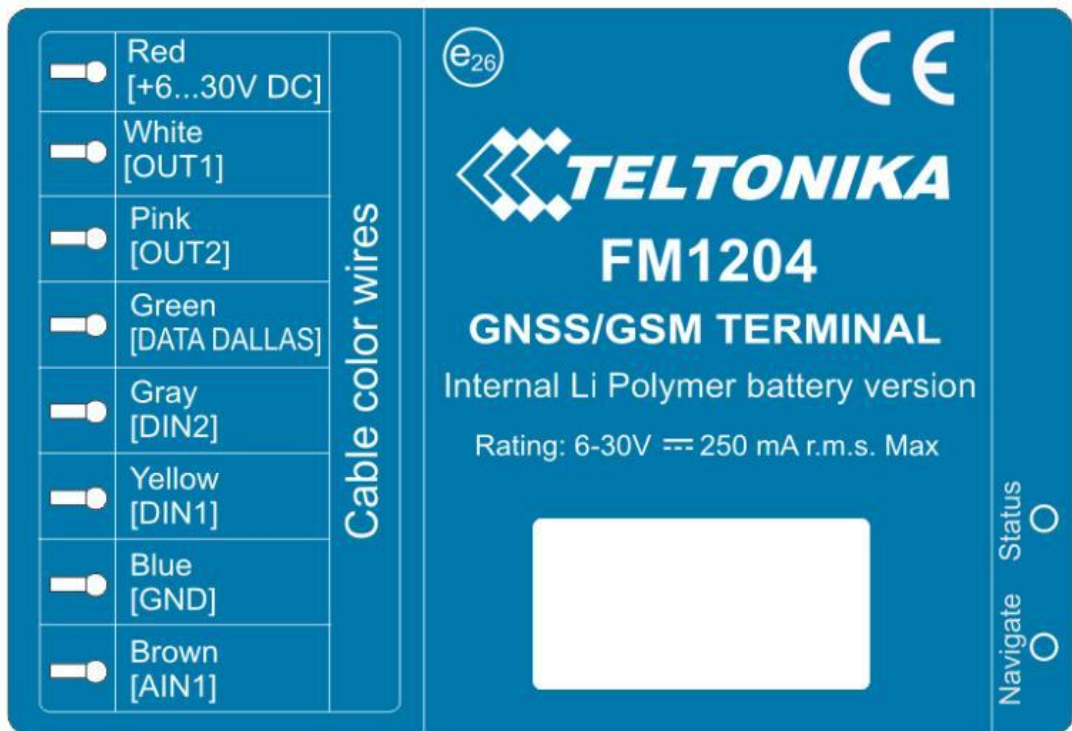 Red
[+6...30V DC]
White
[OUT1]
Pink
[OUT2]
Green
[DATA DALLAS]
Gray
[DIN2]
Yellow
[DIN1]
Blue
[GND]
Brown
[AIN1]
Cable color wires
e26
CE
TELTONIKA
FM1204
GNSS/GSM TERMINAL
Internal Li Polymer battery version
Rating: 6-30V ⎓ 250 mA r.m.s. Max
Status
Navigate